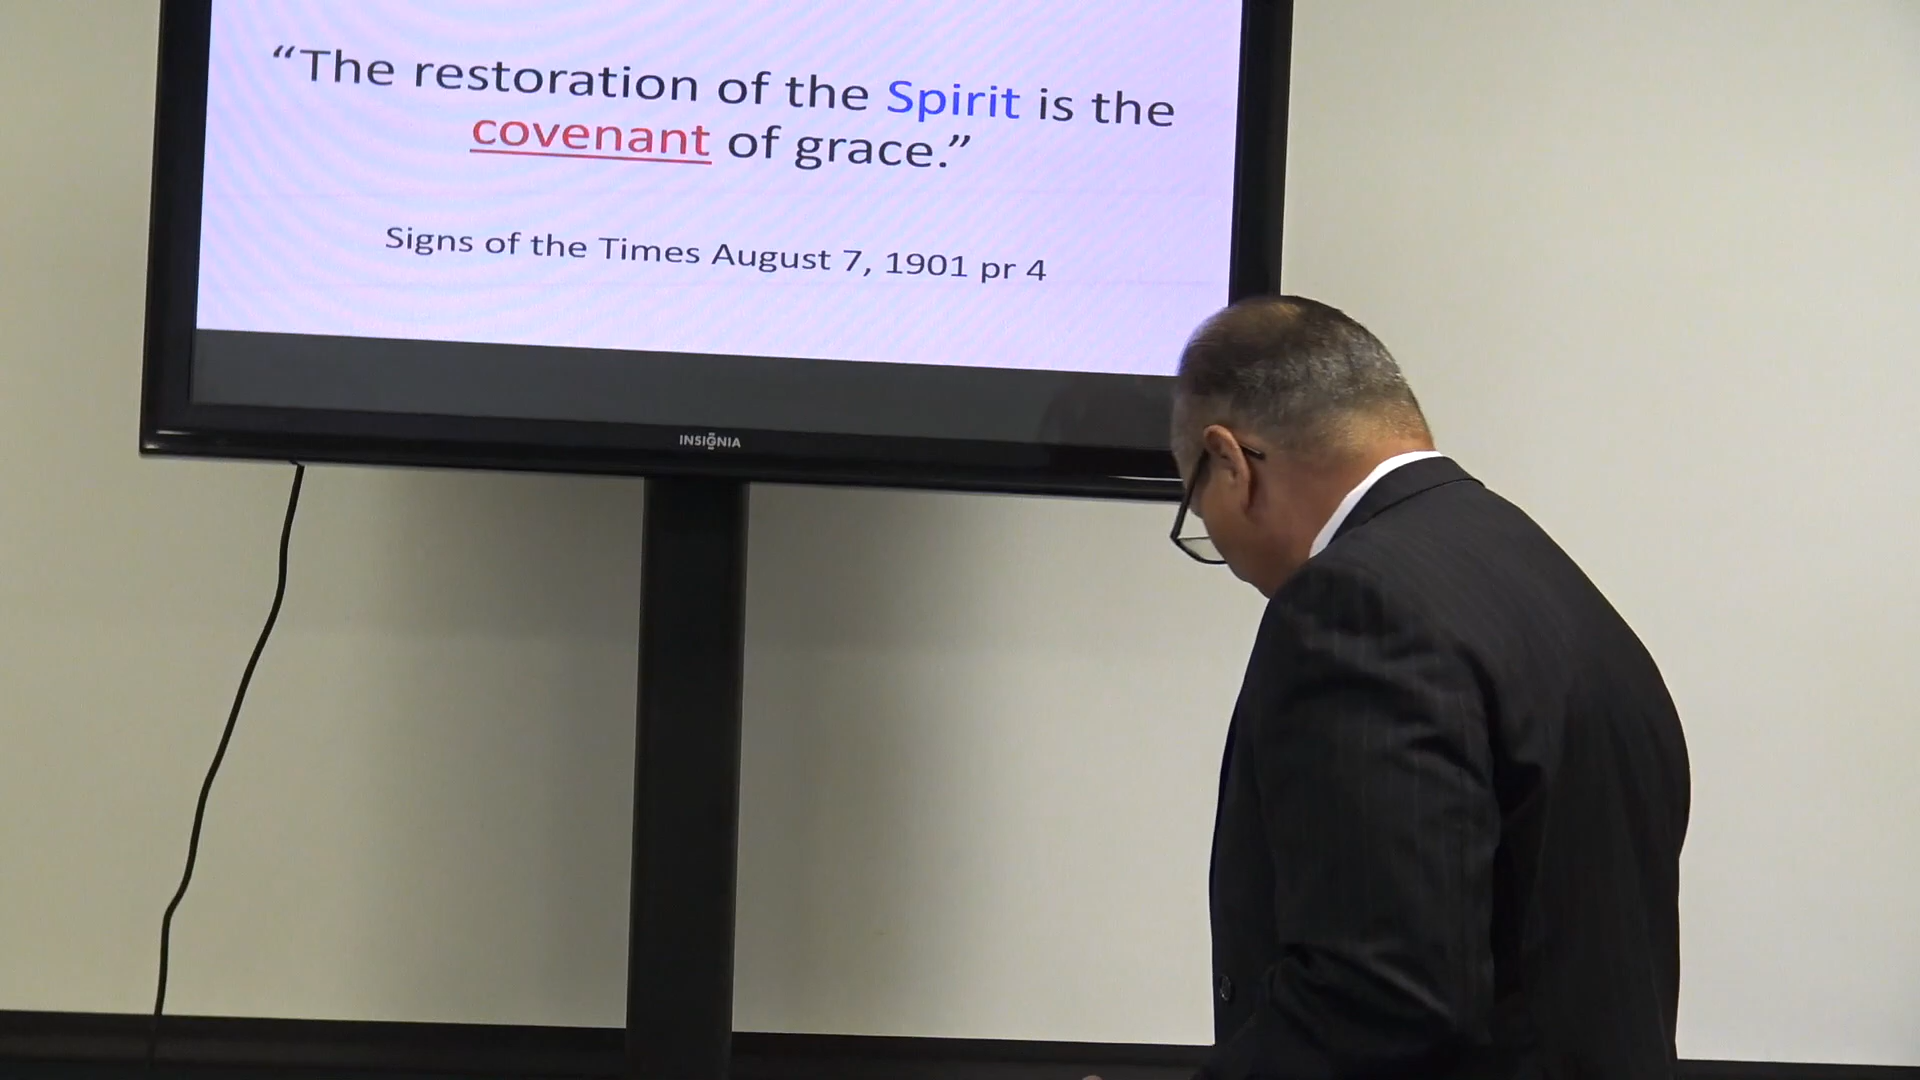 “The restoration of the Spirit is the
covenant of grace.”
Signs of the Times August 7, 1901 pr 4
INSIGNIA